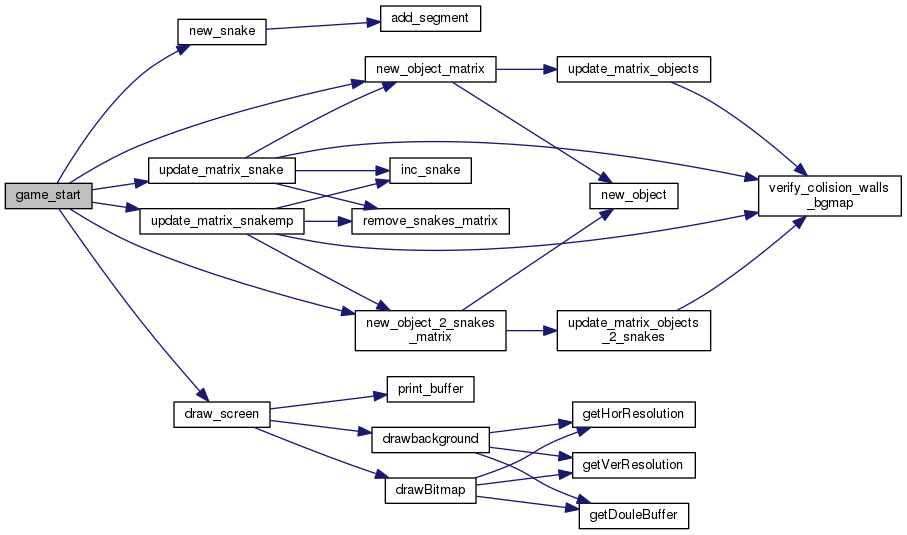 game_start
new_snake
add_segment
new_object_matrix
update_matrix_objects
update_matrix_snake
inc_snake
new_object
verify_colision_walls
_bgmap
update_matrix_snakemp
remove_snakes_matrix
new_object_2_snakes
_matrix
update_matrix_objects
_2_snakes
draw_screen
print_buffer
drawbackground
drawBitmap
getHorResolution
getVerResolution
getDouleBuffer